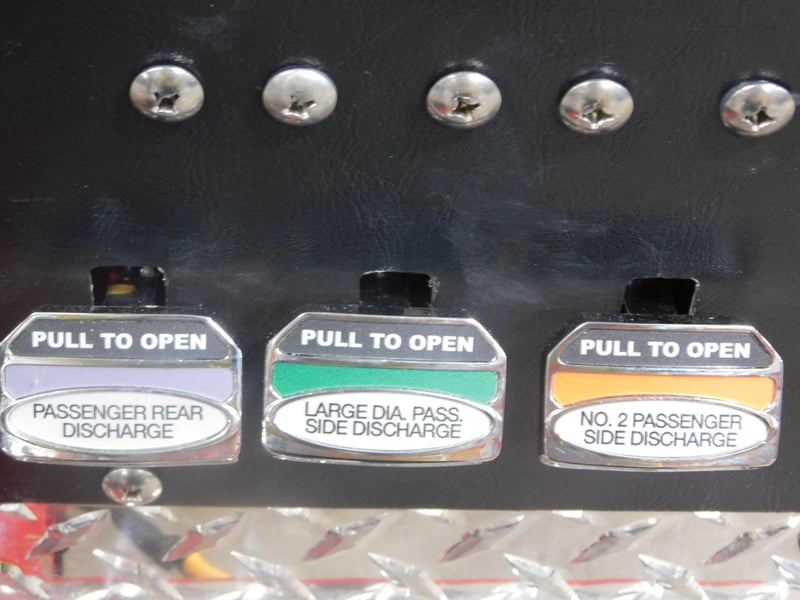 PULL TO OPEN
PASSENGER REAR
DISCHARGE
PULL TO OPEN
LARGE DIA. PASS.
SIDE DISCHARGE
PULL TO OPEN
NO. 2 PASSENGER
SIDE DISCHARGE